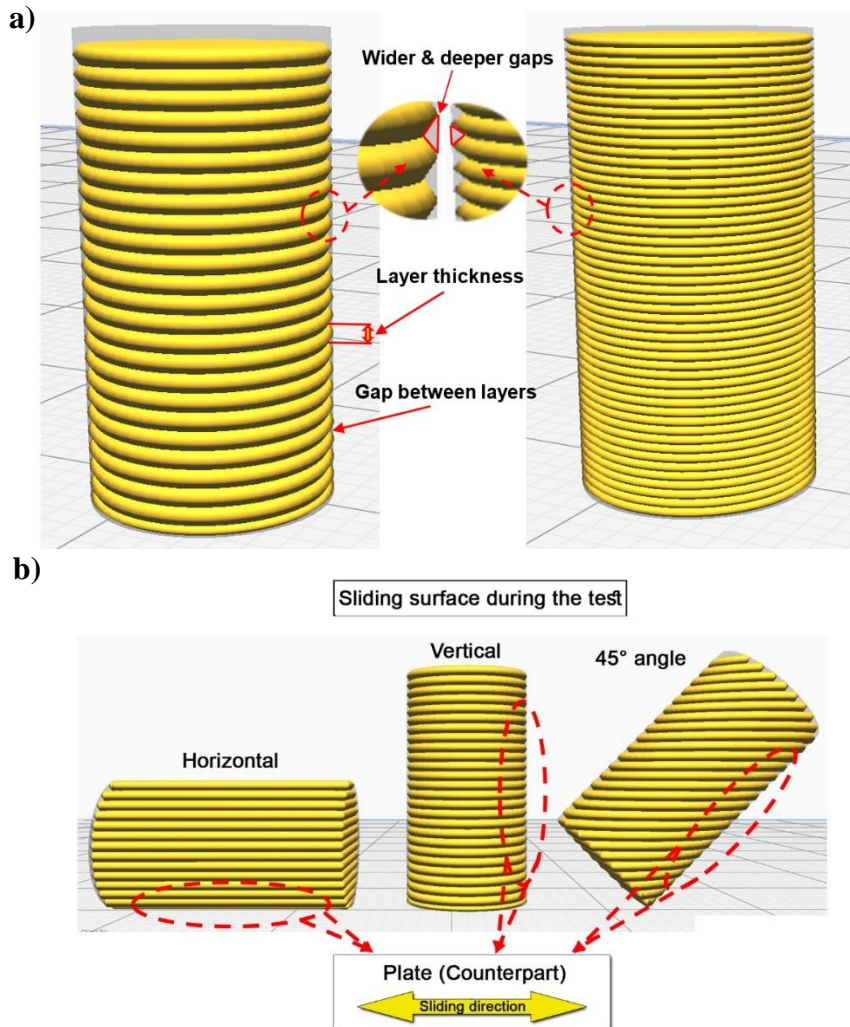 a)
Wider & deeper gaps
Layer thickness
Gap between layers
b)
Sliding surface during the test
Vertical
45° angle
Horizontal
Plate (Counterpart)
Sliding direction